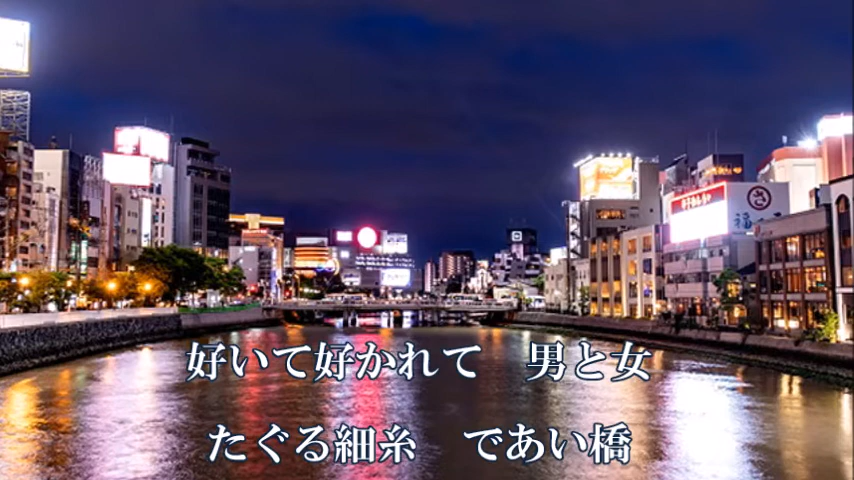 福
好いて好かれて　男と女
たぐる細糸　であい橋